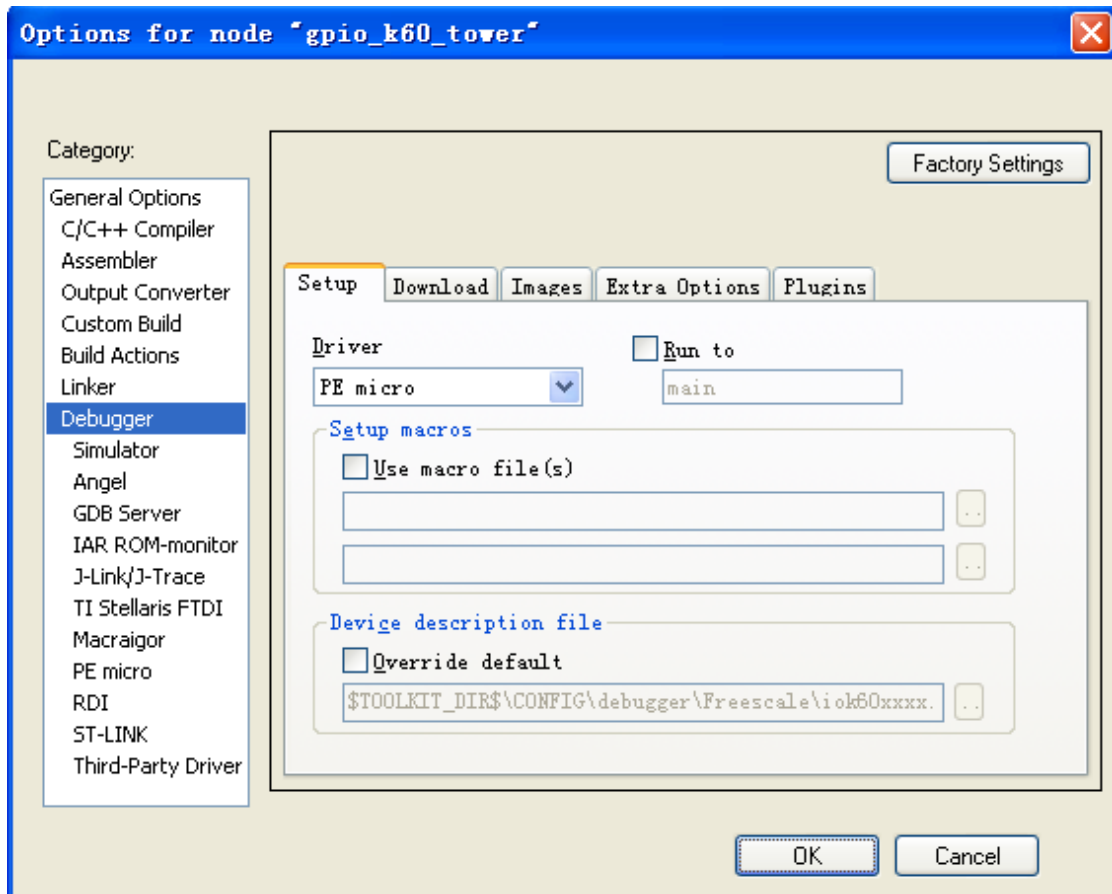 Options for node "gpio_k60_tower"
Category:
Factory Settings
General Options
C/C++ Compiler
Assembler
Output Converter
Custom Build
Build Actions
Linker
Debugger
Simulator
Angel
GDB Server
IAR ROM-monitor
J-Link/J-Trace
TI Stellaris FTDI
Macraigor
PE micro
RDI
ST-LINK
Third-Party Driver
Setup Download Images Extra Options Plugins
Driver
Run to
PE micro
main
Setup macros
Use macro file(s)
..
..
Device description file
Override default
$TOOLKIT_DIR$\CONFIG\debugger\Freescale\iok60xxxx.
..
OK Cancel